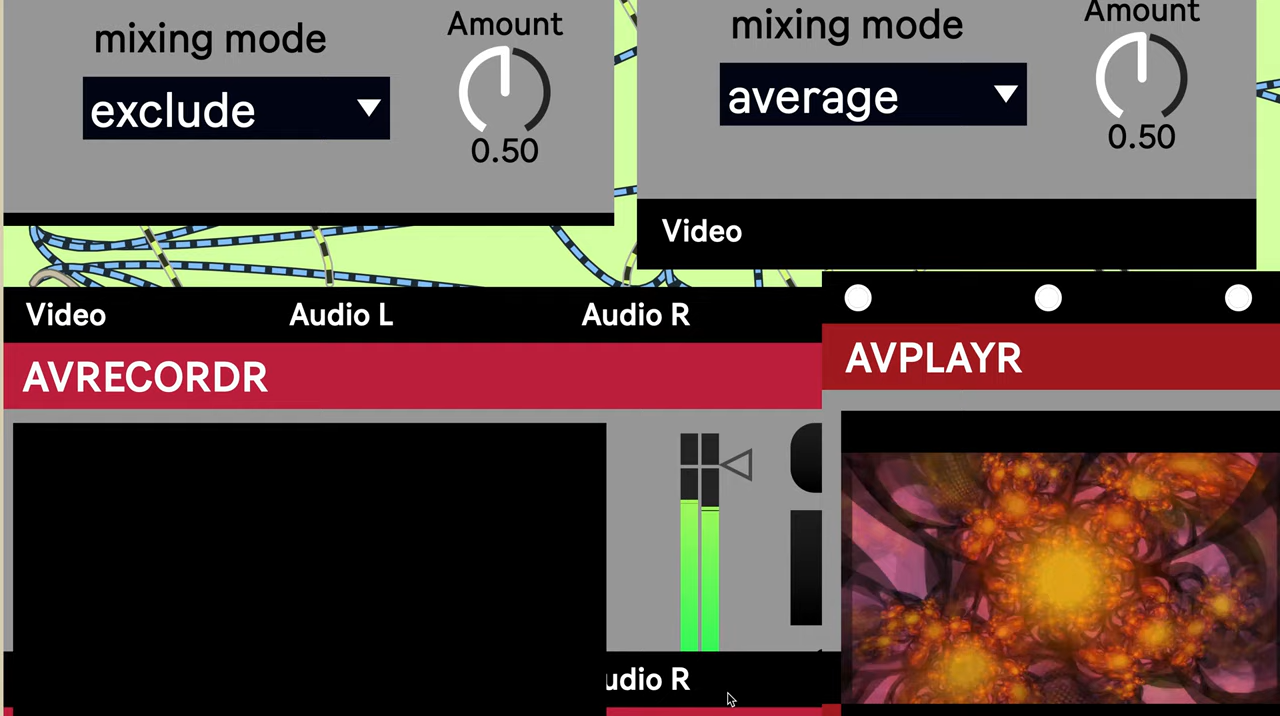 mixing mode
Amount
exclude
0.50
mixing mode
Amount
average
0.50
Video
Video Audio L Audio R
AVRECORDR
AVPLAYR
udio R